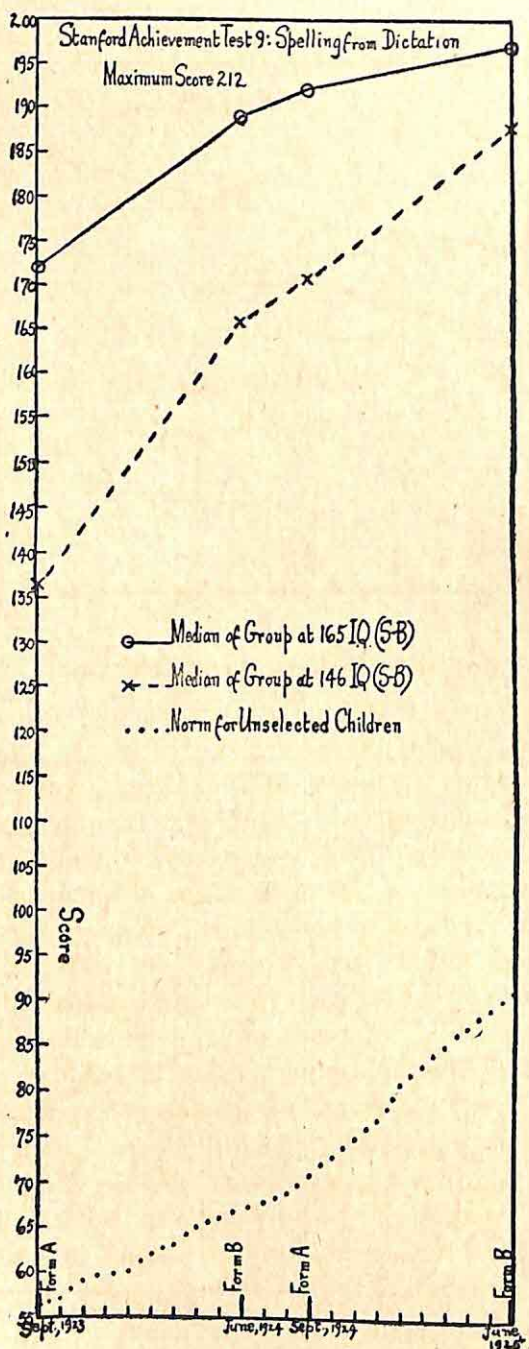 Stanford Achievement Test 9: Spelling from Dictation
Maximum Score 212
200
195
190
185
180
175
170
165
160
155
150
145
140
135
130
125
120
115
110
105
100
95
90
85
80
75
70
65
60
55
Median of Group at 165 IQ (S-B)
Median of Group at 146 IQ (S-B)
Norm for Unselected Children
Score
Form A
Form B
Form A
Form B
Sept., 1923
June, 1924
Sept., 1924
June,
1925